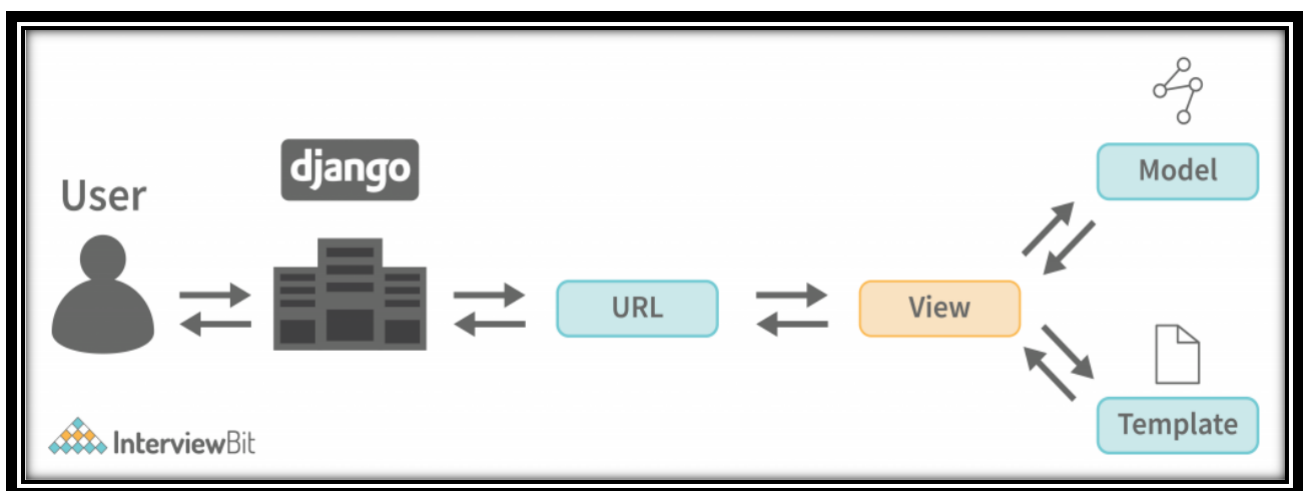 User
django
URL
View
Model
Template
InterviewBit